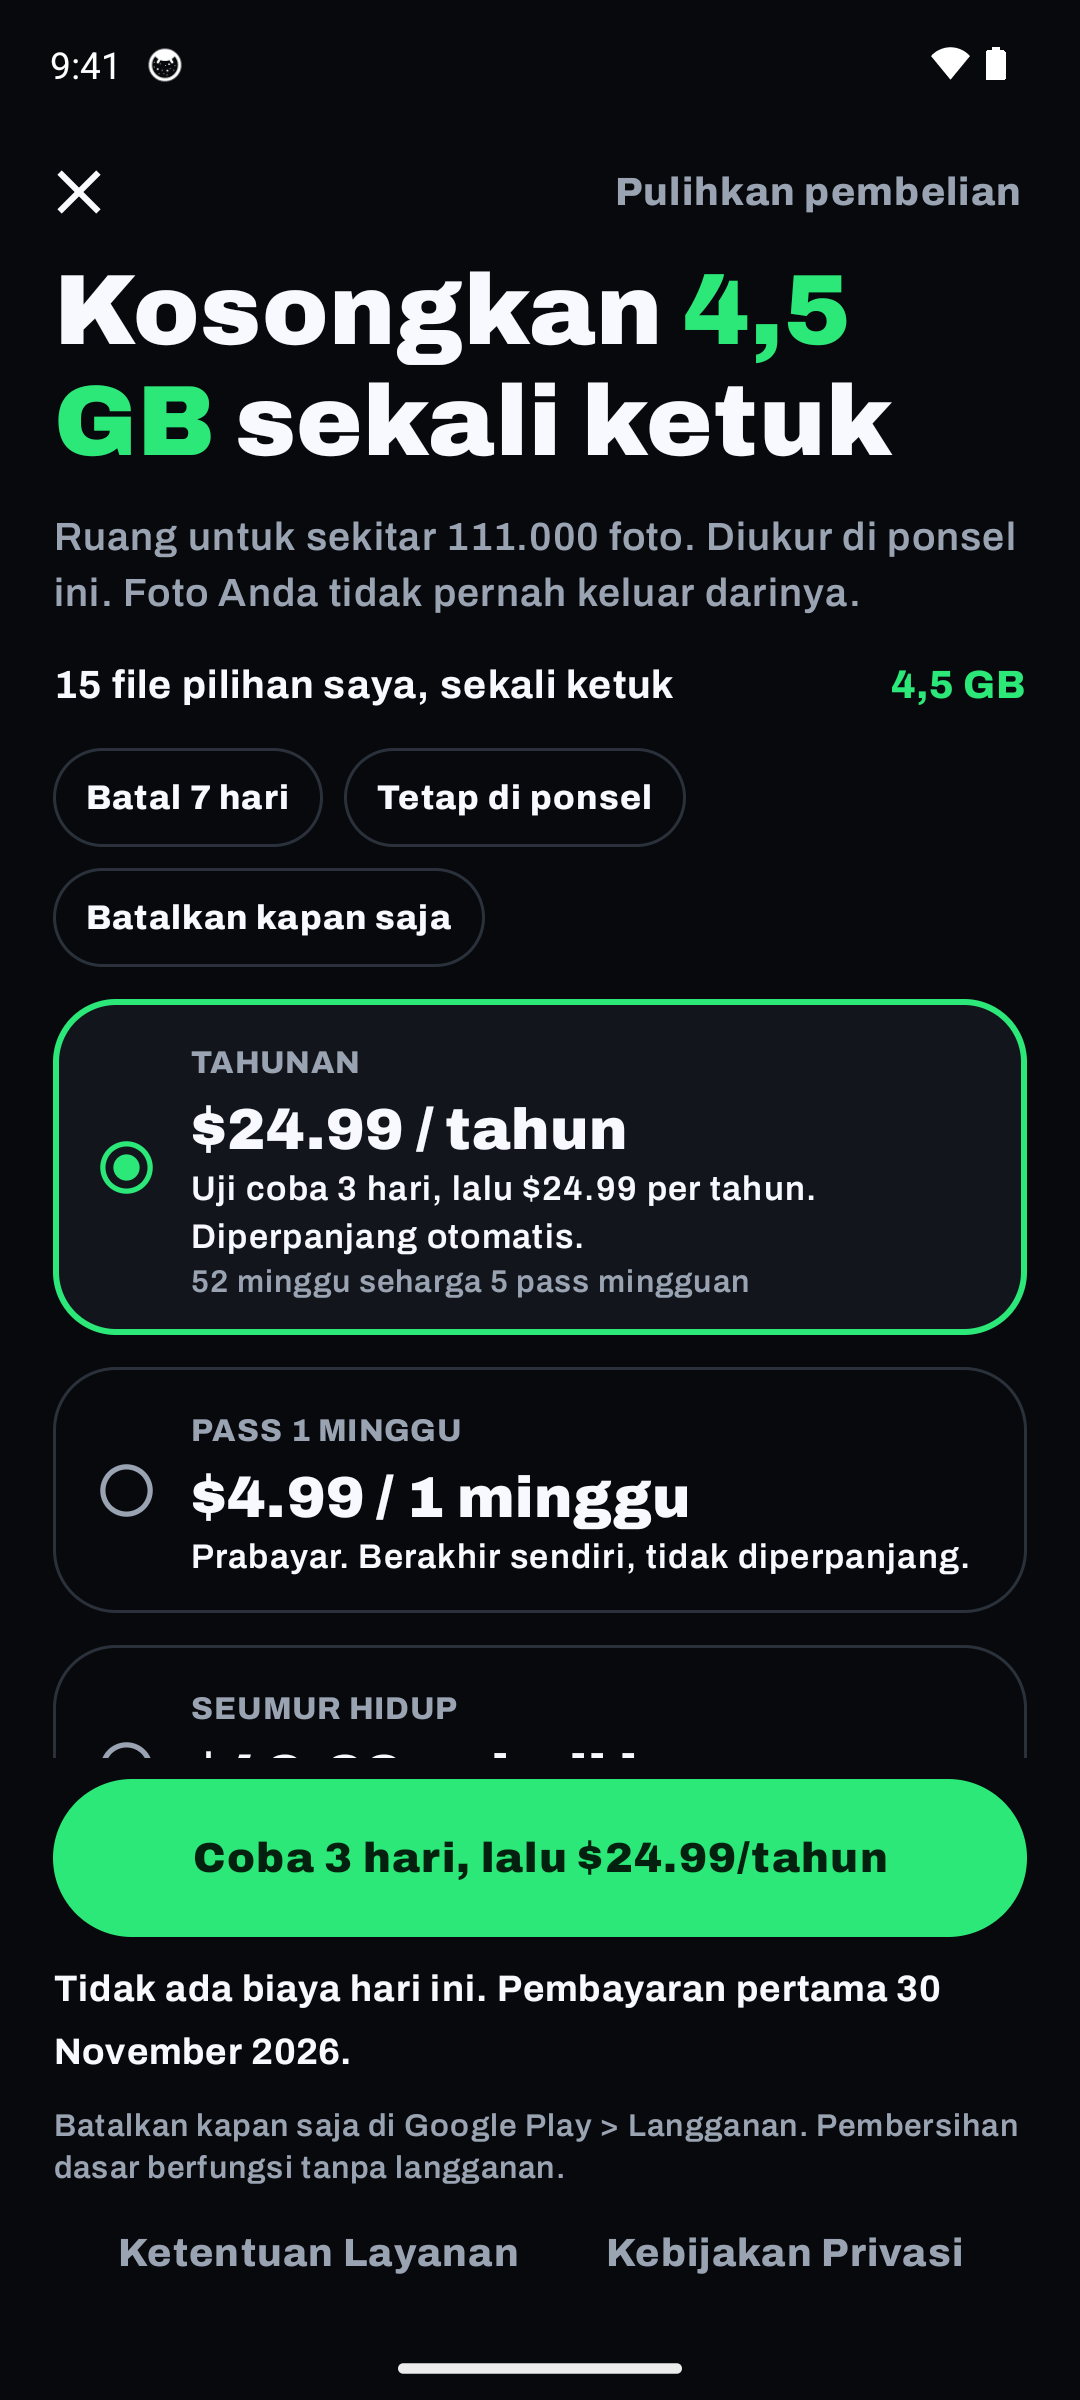 9:41
Pulihkan pembelian
Kosongkan 4,5
GB sekali ketuk
Ruang untuk sekitar 111.000 foto. Diukur di ponsel
ini. Foto Anda tidak pernah keluar darinya.
15 file pilihan saya, sekali ketuk 4,5 GB
Batal 7 hari
Tetap di ponsel
Batalkan kapan saja
TAHUNAN
$24.99 / tahun
Uji coba 3 hari, lalu $24.99 per tahun.
Diperpanjang otomatis.
52 minggu seharga 5 pass mingguan
PASS 1 MINGGU
$4.99 / 1 minggu
Prabayar. Berakhir sendiri, tidak diperpanjang.
SEUMUR HIDUP
Coba 3 hari, lalu $24.99/tahun
Tidak ada biaya hari ini. Pembayaran pertama 30
November 2026.
Batalkan kapan saja di Google Play > Langganan. Pembersihan
dasar berfungsi tanpa langganan.
Ketentuan Layanan
Kebijakan Privasi